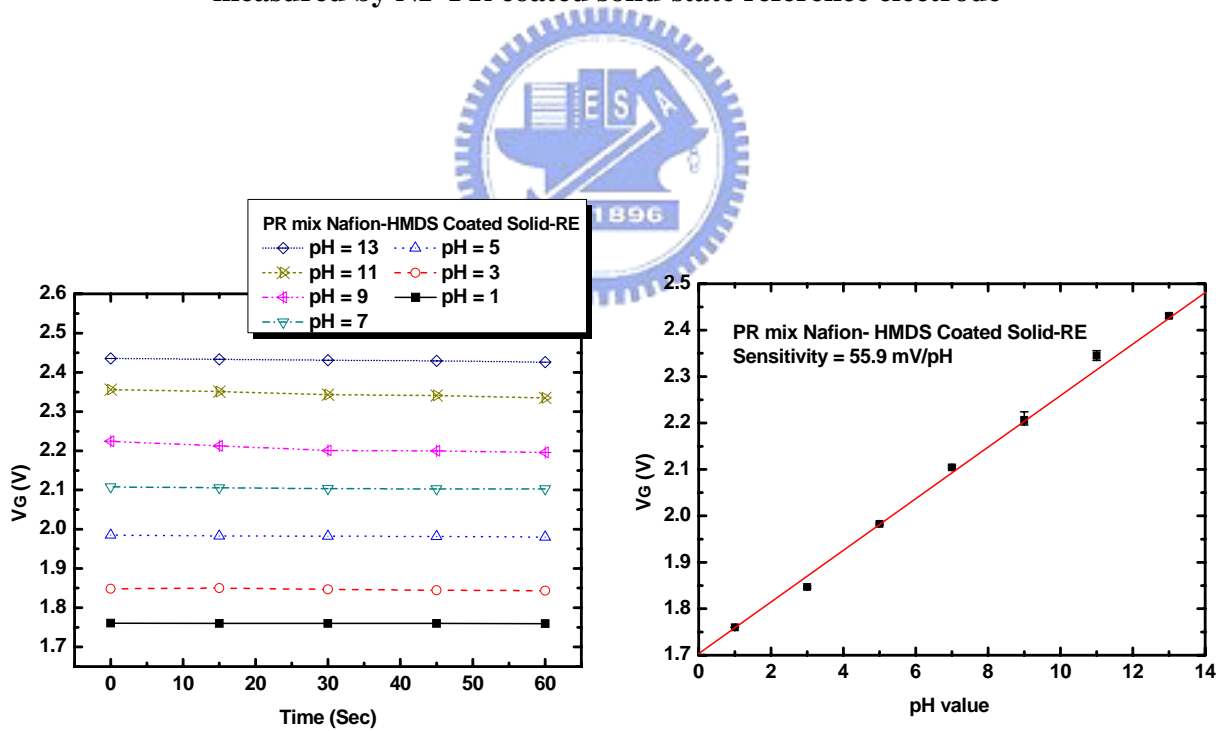 E S A
1896
PR mix Nafion-HMDS Coated Solid-RE
pH = 13
pH = 5
pH = 11
pH = 3
pH = 9
pH = 1
pH = 7
2.6
2.5
2.4
2.3
2.2
2.1
2.0
1.9
1.8
1.7
VG (V)
0
10
20
30
40
50
60
Time (Sec)
PR mix Nafion- HMDS Coated Solid-RE
Sensitivity = 55.9 mV/pH
2.5
2.4
2.3
2.2
2.1
2.0
1.9
1.8
1.7
VG (V)
0
2
4
6
8
10
12
14
pH value